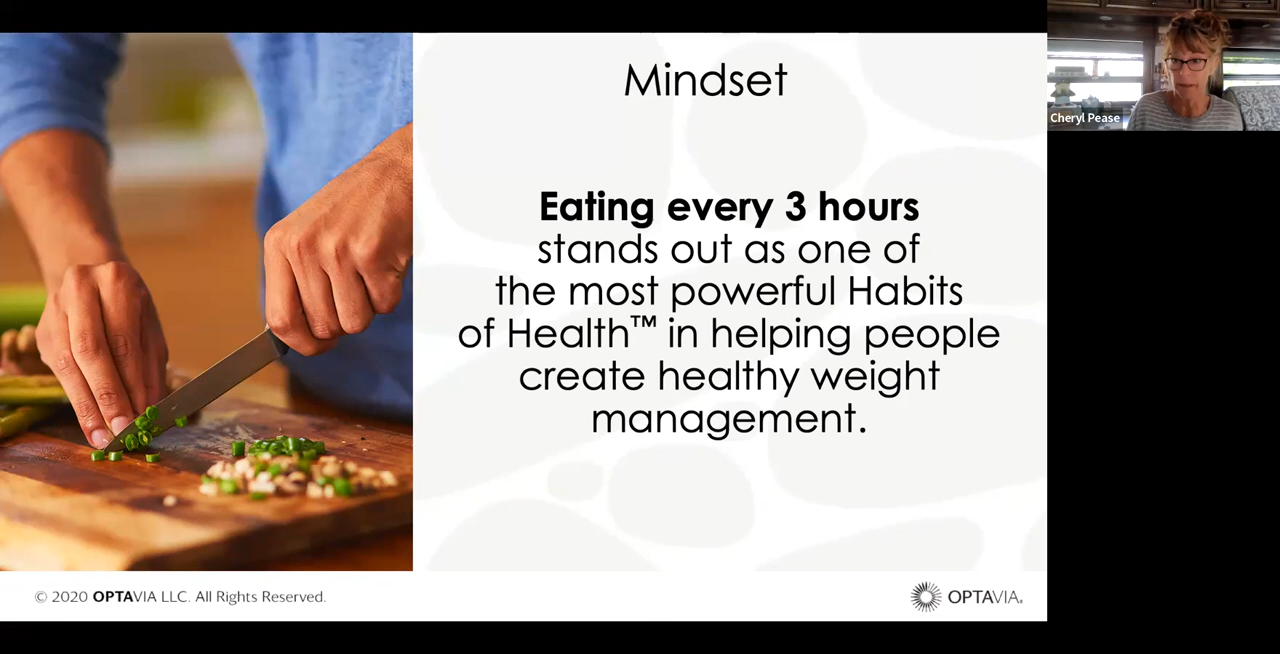 Mindset
Cheryl Pease
Eating every 3 hours
stands out as one of
the most powerful Habits
of Health™ in helping people
create healthy weight
management.
© 2020 OPTAVIA LLC. All Rights Reserved.
OPTAVIA®